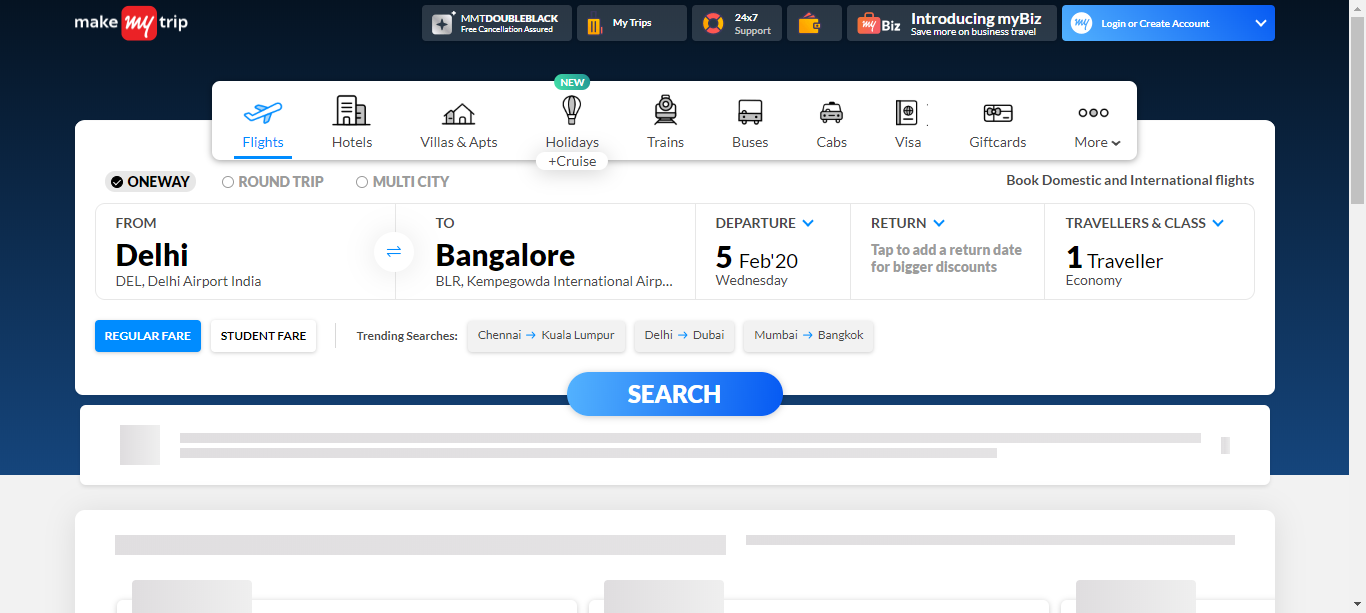 make my trip
MMTDOUBLEBLACK
Free Cancellation Assured
My Trips
24x7
Support
my Biz
Introducing myBiz
Save more on business travel
my
Login or Create Account
NEW
Flights
Hotels
Villas & Apts
Holidays
+Cruise
Trains
Buses
Cabs
Visa
Giftcards
More
ONEWAY
ROUND TRIP
MULTI CITY
Book Domestic and International flights
FROM
Delhi
DEL, Delhi Airport India
TO
Bangalore
BLR, Kempegowda International Airp...
DEPARTURE
5 Feb'20
Wednesday
RETURN
Tap to add a return date
for bigger discounts
TRAVELLERS & CLASS
1 Traveller
Economy
REGULAR FARE
STUDENT FARE
Trending Searches:
Chennai → Kuala Lumpur
Delhi → Dubai
Mumbai → Bangkok
SEARCH